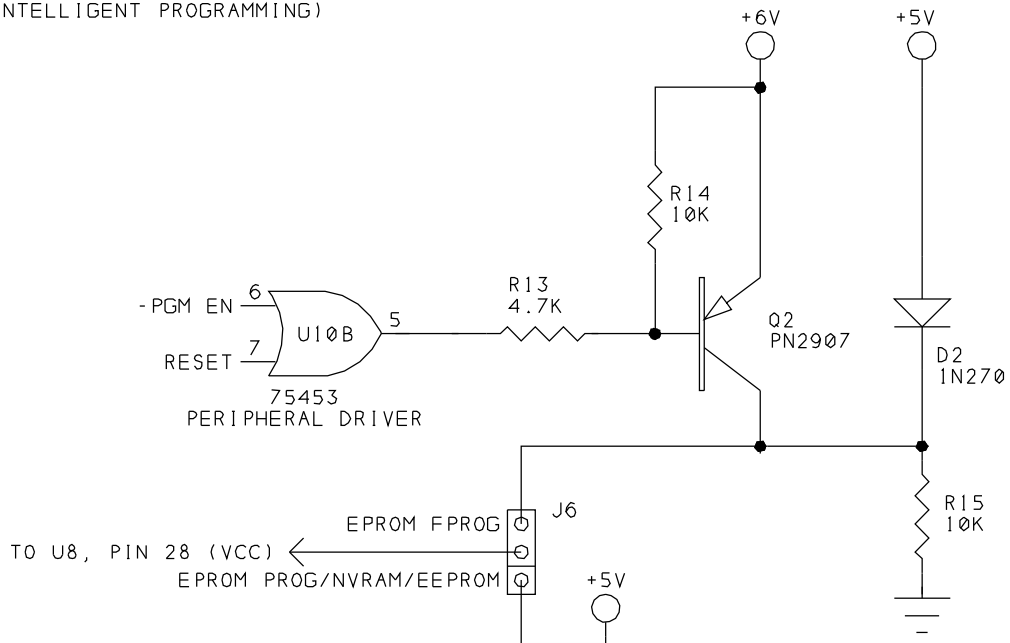 NTELLIGENT PROGRAMMING)
+6V
+5V
R14
10K
R13
4.7K
-PGM EN
6
5
U10B
7
RESET
75453
PERIPHERAL DRIVER
Q2
PN2907
D2
1N270
J6
R15
10K
EPROM FPROG
TO U8, PIN 28 (VCC)
EPROM PROG/NVRAM/EEPROM
+5V